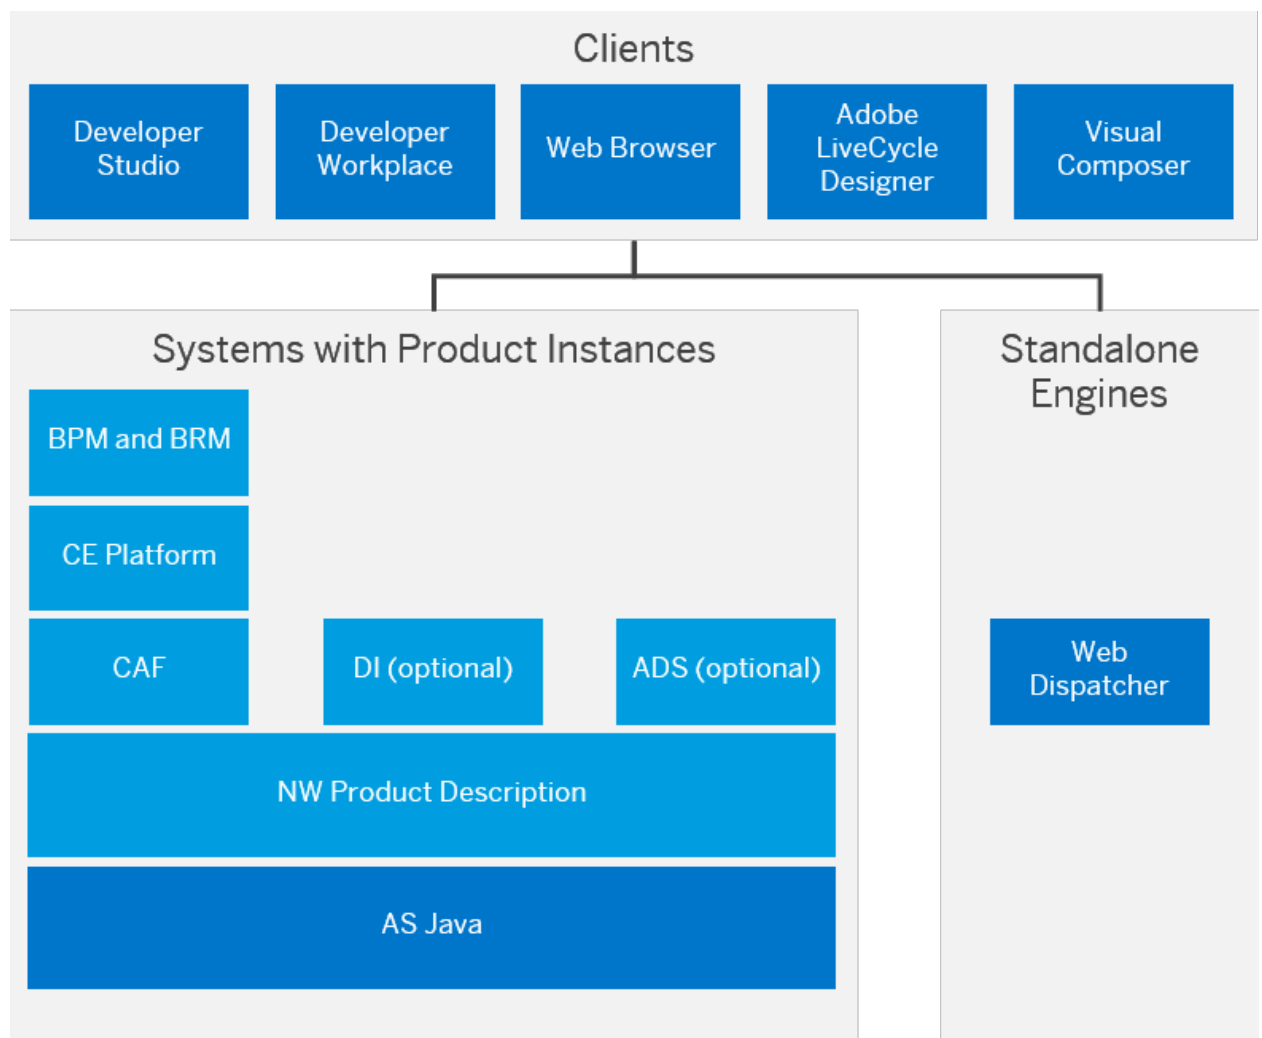 Clients
Developer
Studio
Developer
Workplace
Web Browser
Adobe
LiveCycle
Designer
Visual
Composer
Systems with Product Instances
BPM and BRM
CE Platform
CAF
DI (optional)
ADS (optional)
NW Product Description
AS Java
Standalone
Engines
Web
Dispatcher